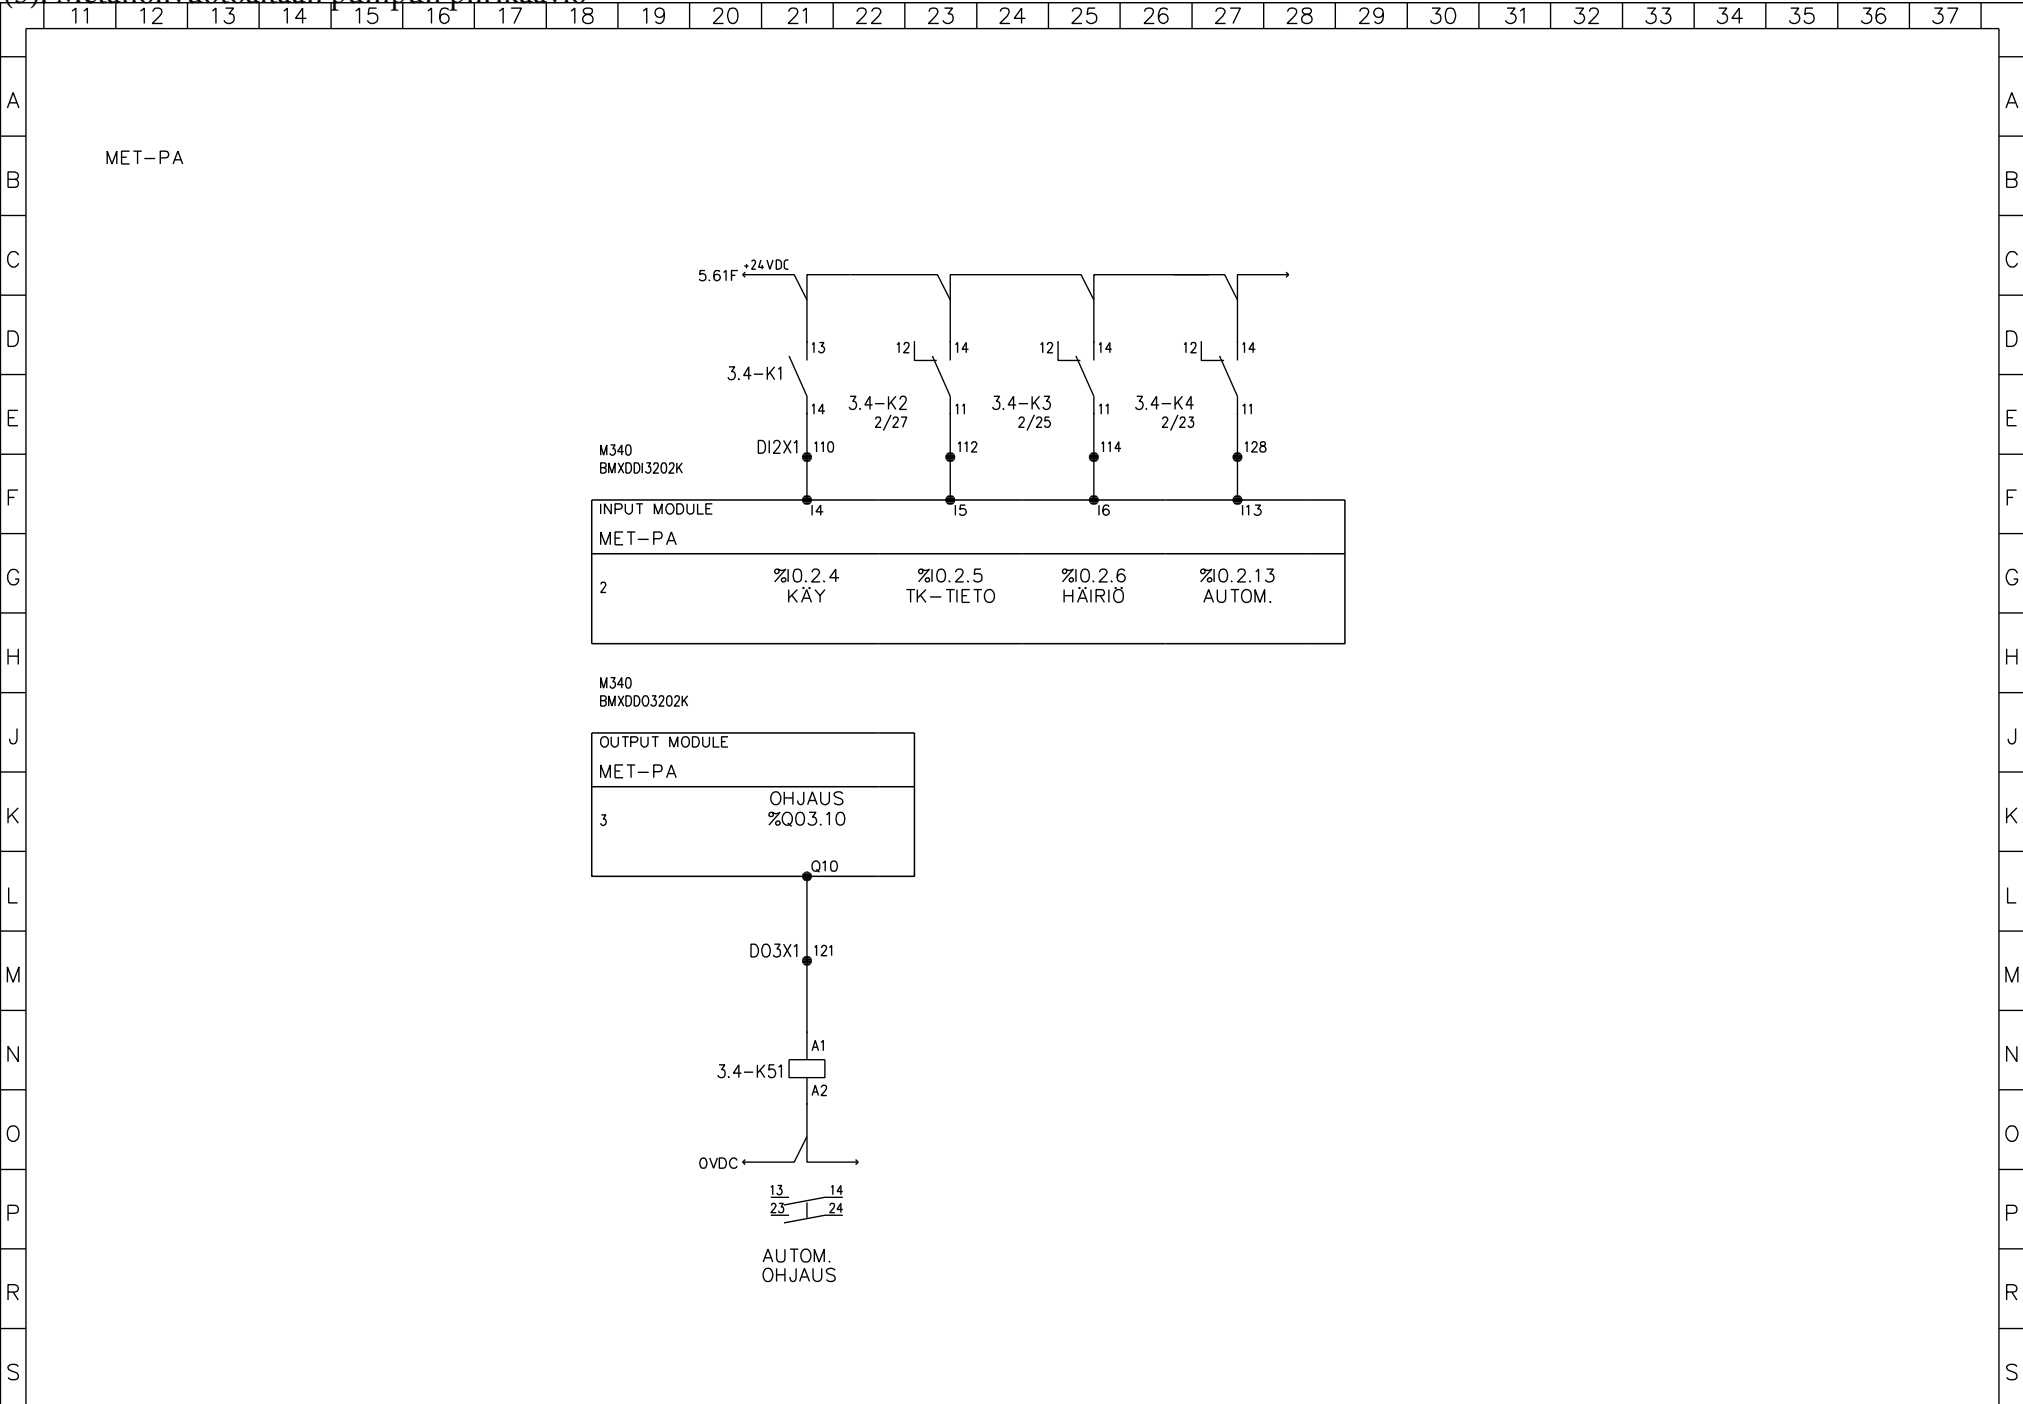 11 12 13 14 15 16 17 18 19 20 21 22 23 24 25 26 27 28 29 30 31 32 33 34 35 36 37
A A
MET-PA
B B
C C
5.61F +24VDC
D D
13 12 14 12 14 12 14
3.4-K1
14 3.4-K2 11 3.4-K3 11 3.4-K4 11
2/27 2/25 2/23
E E
DI2X1 110 112 114 128
M340
BMXDDI3202K
F F
INPUT MODULE I4 I5 I6 I13
MET-PA
G G
2 %I0.2.4 %I0.2.5 %I0.2.6 %I0.2.13
KÄY TK-TIETO HÄIRIÖ AUTOM.
H H
M340
BMXDDO3202K
J J
OUTPUT MODULE
MET-PA
OHJAUS
K K
3 %Q03.10
Q10
L L
DO3X1 121
M M
A1
N N
3.4-K51
A2
O O
0VDC
13 14
23 24
P P
AUTOM.
OHJAUS
R R
S S